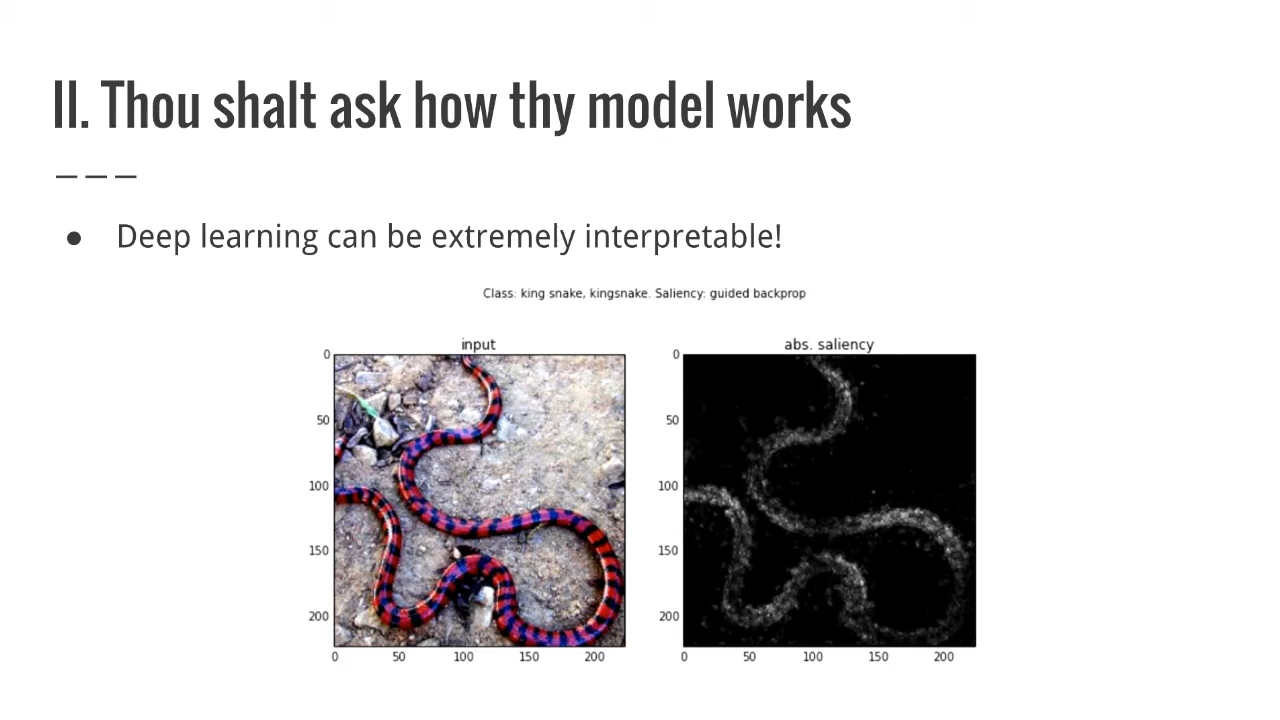 II. Thou shalt ask how thy model works
● Deep learning can be extremely interpretable!
Class: king snake, kingsnake. Saliency: guided backprop
input
abs. saliency
0
50
100
150
200
0 50 100 150 200
0
50
100
150
200
0 50 100 150 200